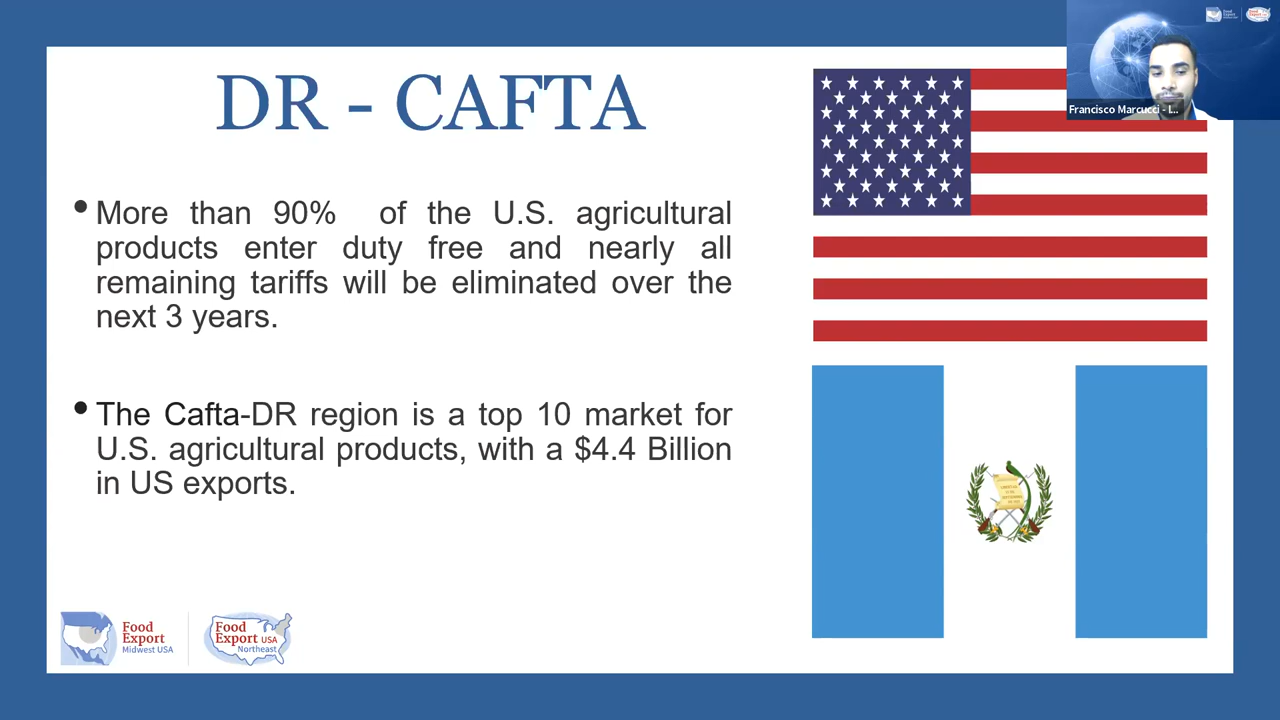 DR - CAFTA
Francisco Marcucci - I...
• More than 90% of the U.S. agricultural
products enter duty free and nearly all
remaining tariffs will be eliminated over the
next 3 years.
• The Cafta-DR region is a top 10 market for
U.S. agricultural products, with a $4.4 Billion
in US exports.
Food
Export
Midwest USA
Food
Export USA
Northeast